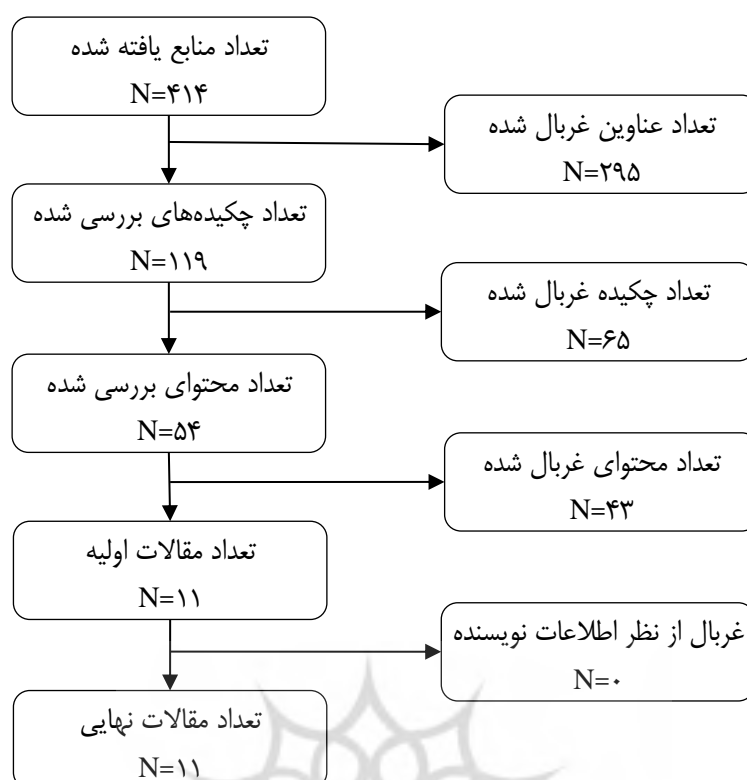 تعداد منابع یافته شده
N=۴۱۴
تعداد عناوین غربال شده
N=۲۹۵
تعداد چکیده‌های بررسی شده
N=۱۱۹
تعداد چکیده غربال شده
N=۶۵
تعداد محتوای بررسی شده
N=۵۴
تعداد محتوای غربال شده
N=۴۳
تعداد مقالات اولیه
N=۱۱
غربال از نظر اطلاعات نویسنده
N=۰
تعداد مقالات نهایی
N=۱۱